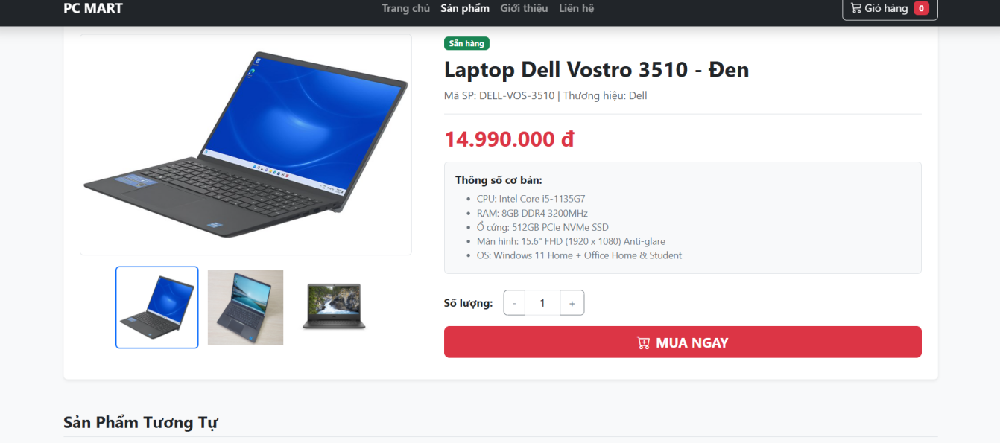 PC MART
Trang chủ Sản phẩm Giới thiệu Liên hệ
Giỏ hàng 0
Sẵn hàng
Laptop Dell Vostro 3510 - Đen
Mã SP: DELL-VOS-3510 | Thương hiệu: Dell
14.990.000 đ
Thông số cơ bản:
CPU: Intel Core i5-1135G7
RAM: 8GB DDR4 3200MHz
Ổ cứng: 512GB PCIe NVMe SSD
Màn hình: 15.6" FHD (1920 x 1080) Anti-glare
OS: Windows 11 Home + Office Home & Student
Số lượng: - 1 +
MUA NGAY
Sản Phẩm Tương Tự